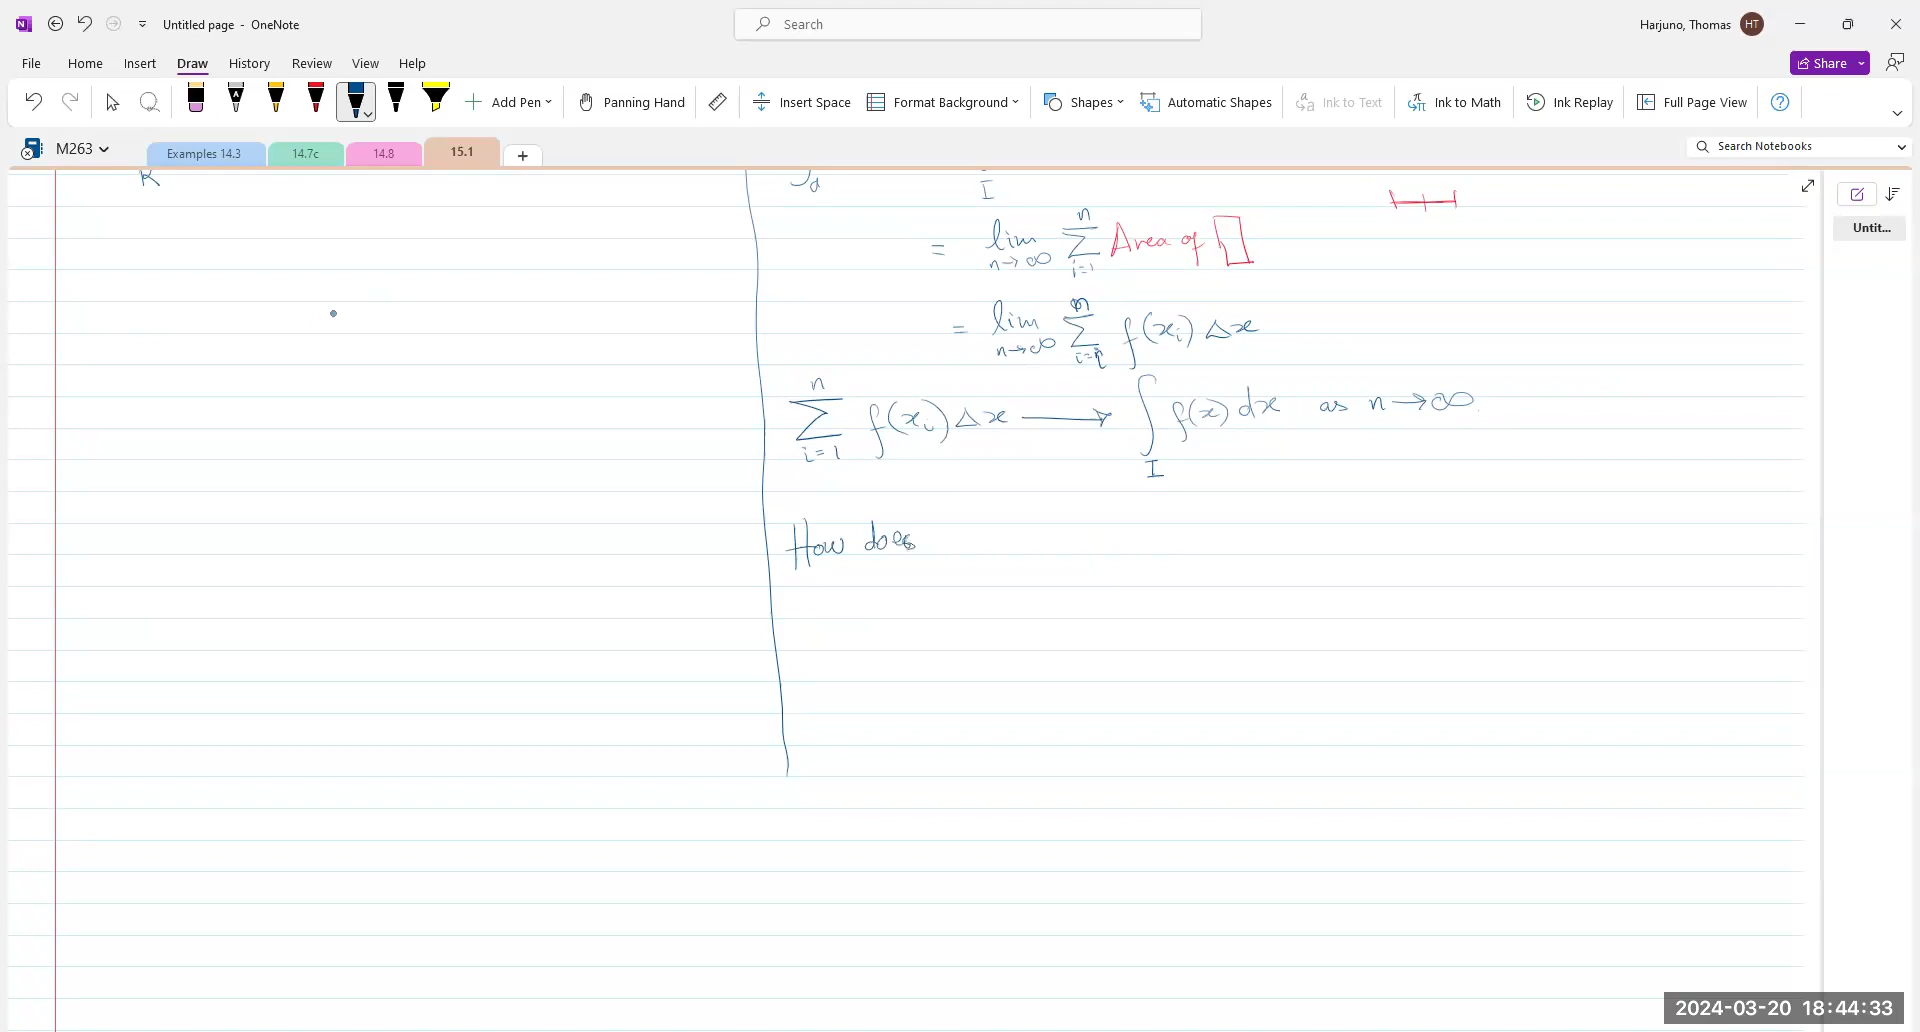 Untitled page - OneNote
Search
Harjuno, Thomas HT
File Home Insert Draw History Review View Help
Share
Add Pen Panning Hand Insert Space Format Background Shapes Automatic Shapes Ink to Text Ink to Math Ink Replay Full Page View
M263 Examples 14.3 14.7c 14.8 15.1 +
Search Notebooks
Untit...
R
I
= lim n→∞ ∑ i=1 n Area of
= lim n→∞ ∑ n f(xᵢ) Δx
∑ i=1 n f(xᵢ) Δx → ∫ I f(x) dx as n→∞.
How does
2024-03-20 18:44:33